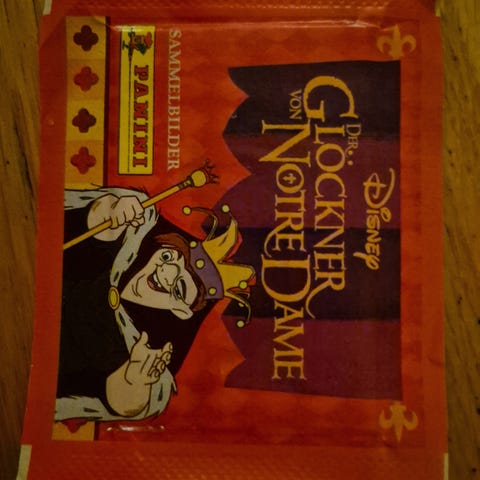 DISNEY
DER
GLÖCKNER
VON
NOTRE DAME
SAMMELBILDER
PANINI